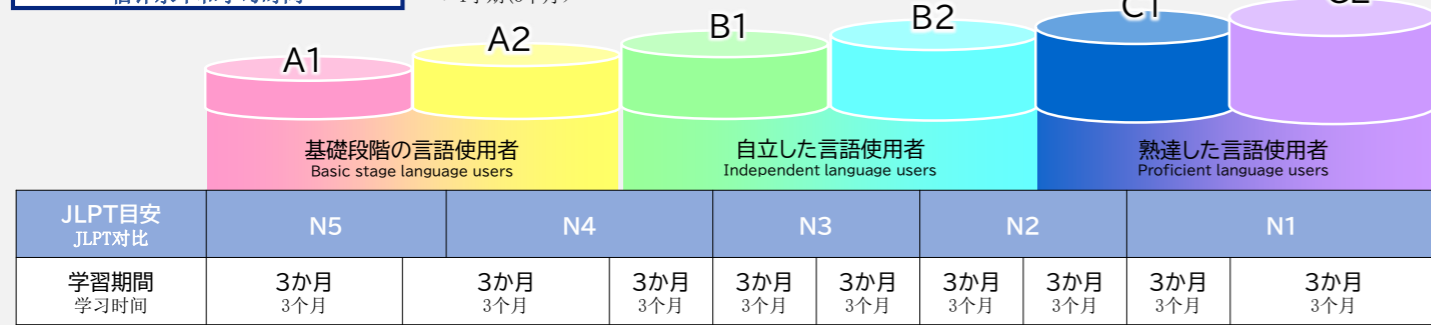 A1
A2
B1
B2
C1
基礎段階の言語使用者
Basic stage language users
自立した言語使用者
Independent language users
熟達した言語使用者
Proficient language users
JLPT目安
JLPT对比
N5
N4
N3
N2
N1
学習期間
学习时间
3か月
3个月
3か月
3个月
3か月
3个月
3か月
3个月
3か月
3个月
3か月
3个月
3か月
3个月
3か月
3个月
3か月
3个月